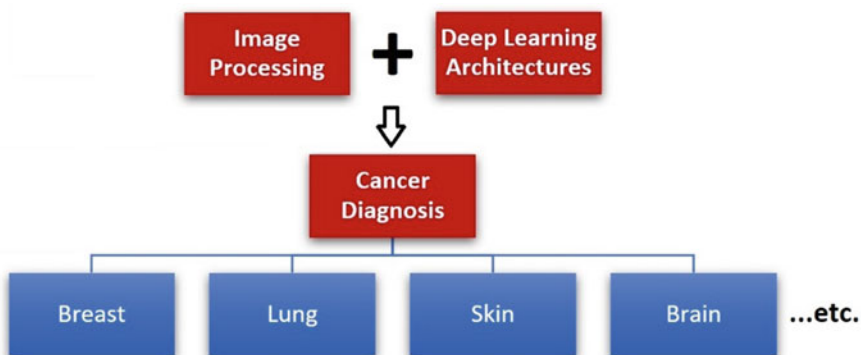 Image
Processing
+
Deep Learning
Architectures
Cancer
Diagnosis
Breast
Lung
Skin
Brain
...etc.